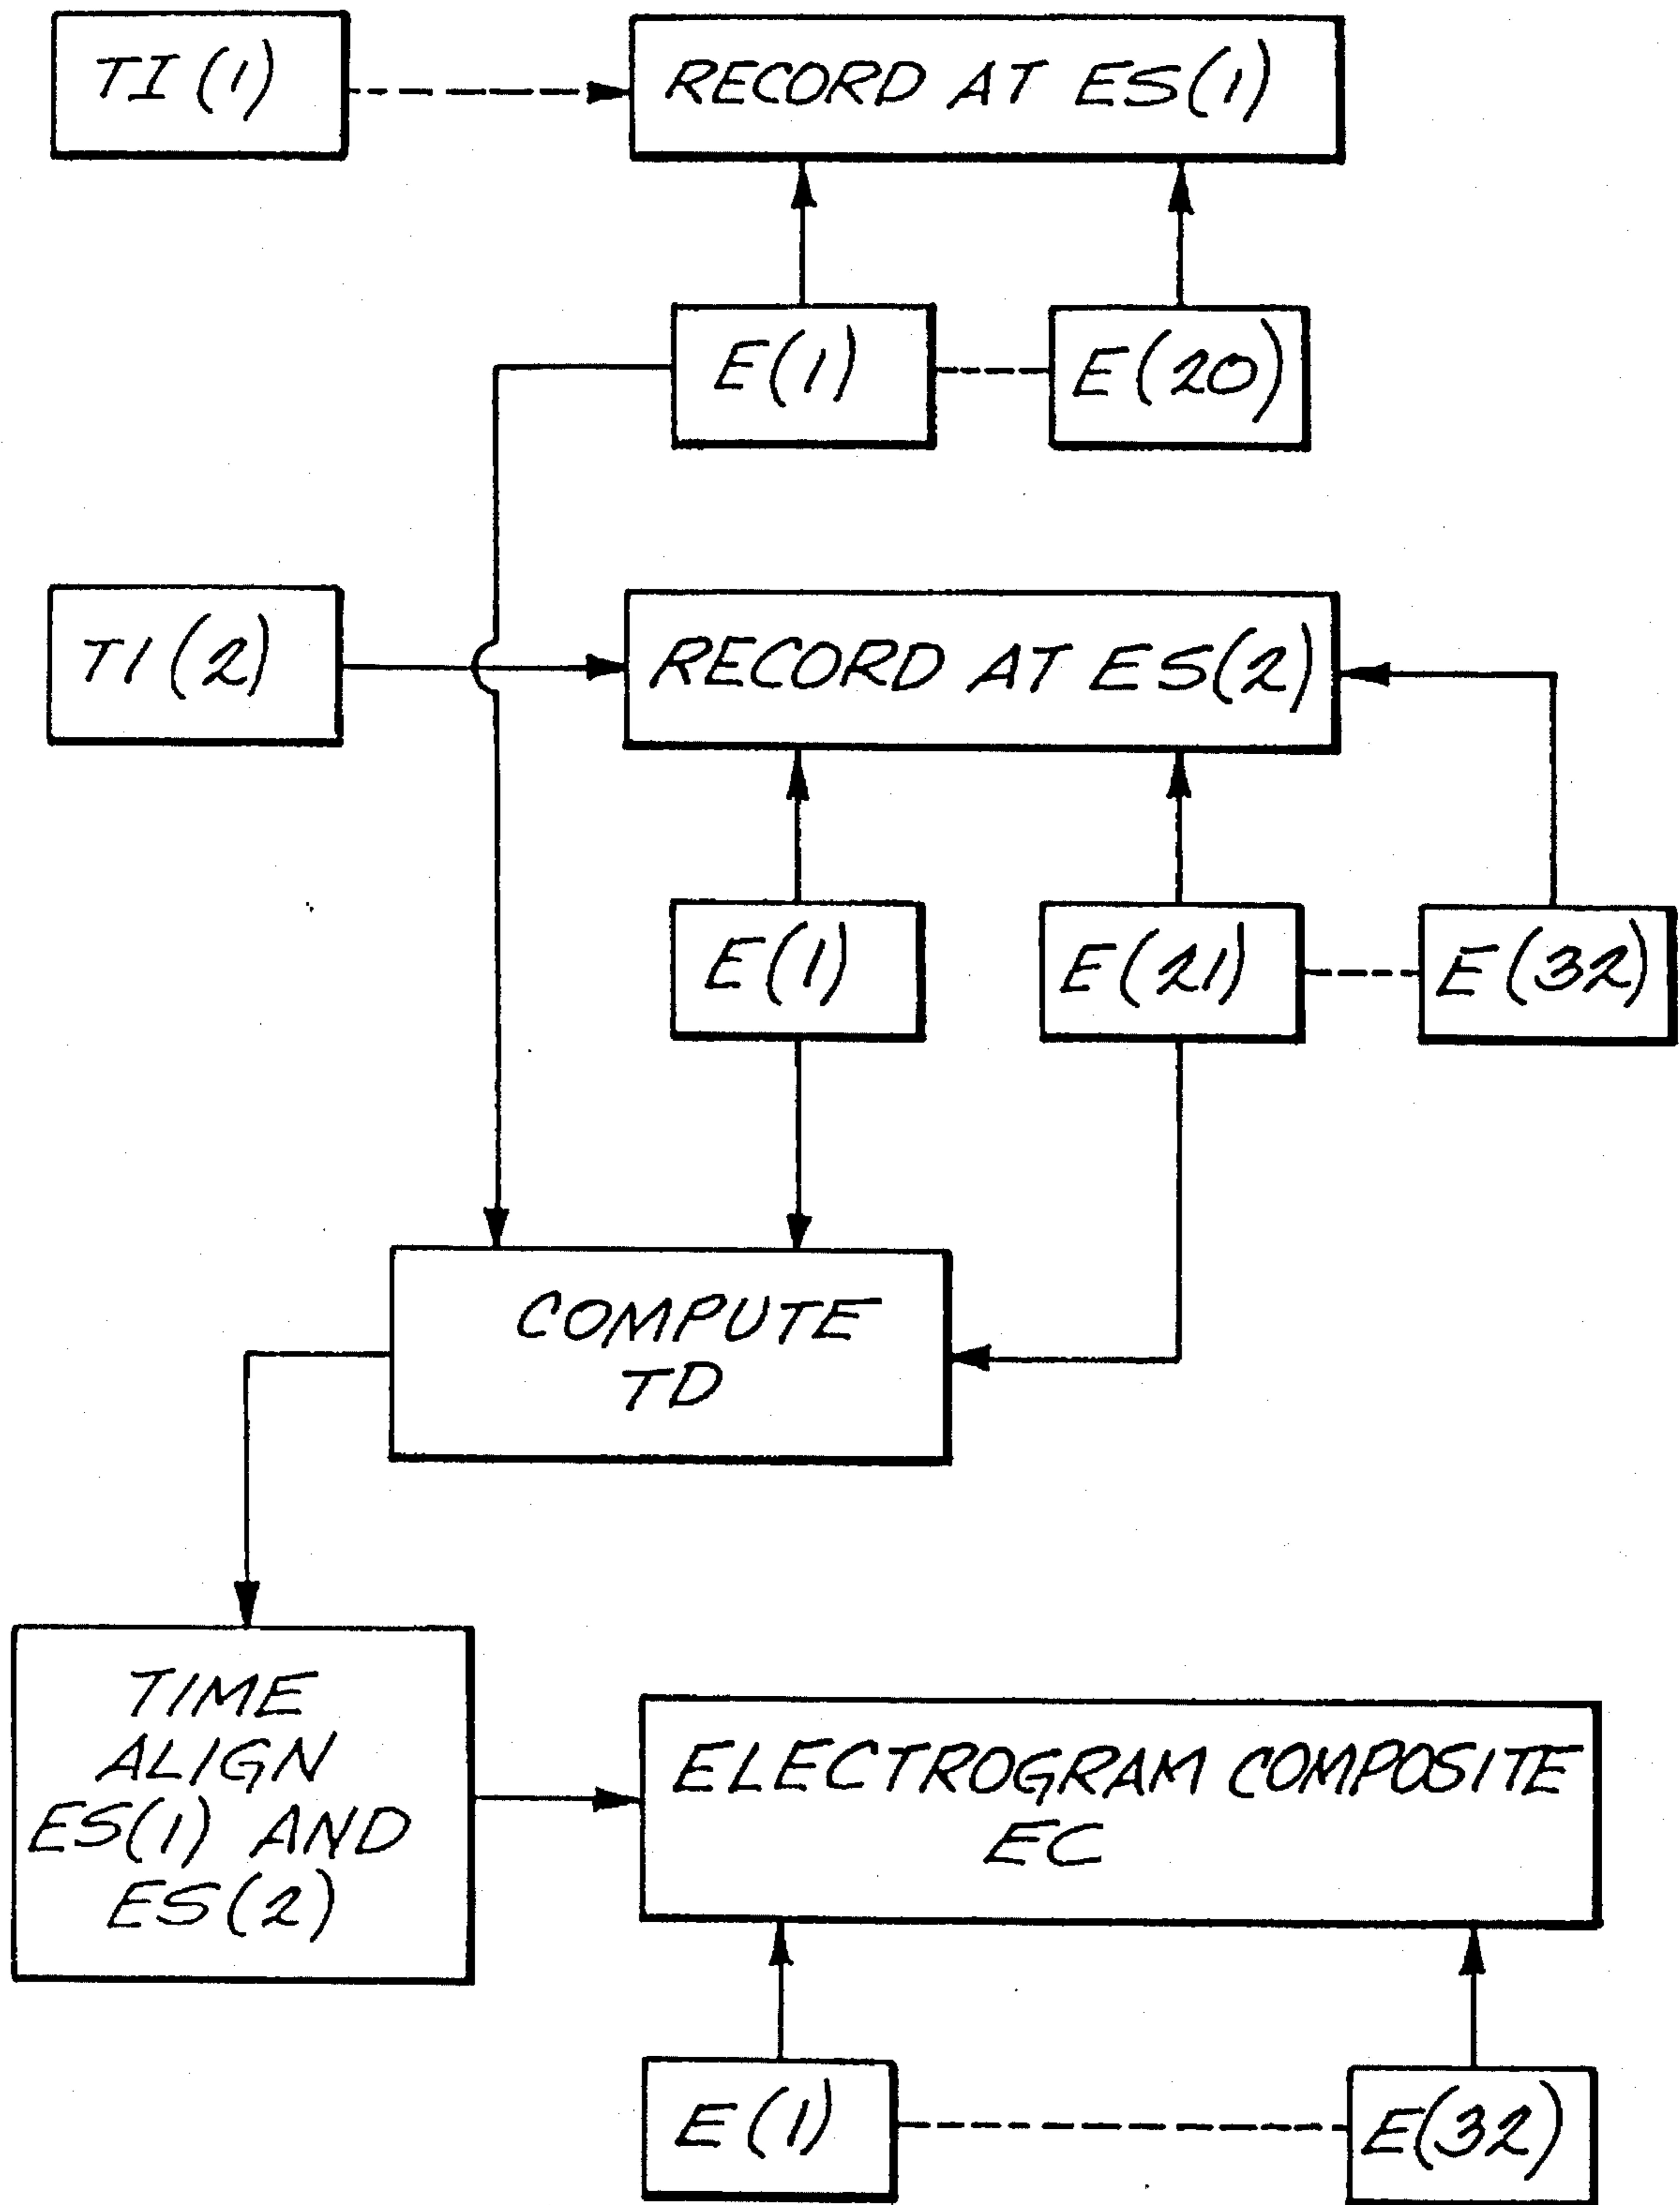 TI(1)
RECORD AT ES(1)
E(1)
E(20)
TI(2)
RECORD AT ES(2)
E(1)
E(21)
E(32)
COMPUTE
TD
TIME
ALIGN
ES(1) AND
ES(2)
ELECTROGRAM COMPOSITE
EC
E(1)
E(32)